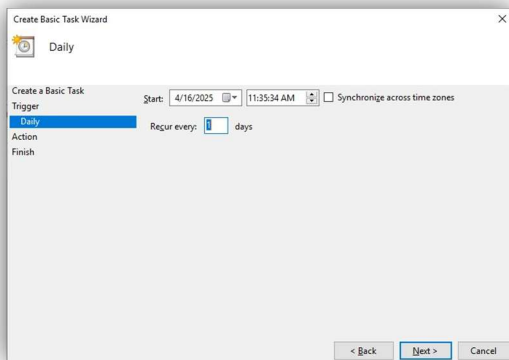 Create Basic Task Wizard
Daily
Create a Basic Task
Trigger
Daily
Action
Finish
Start: 4/16/2025 11:35:34 AM Synchronize across time zones
Recur every: 1 days
< Back Next > Cancel